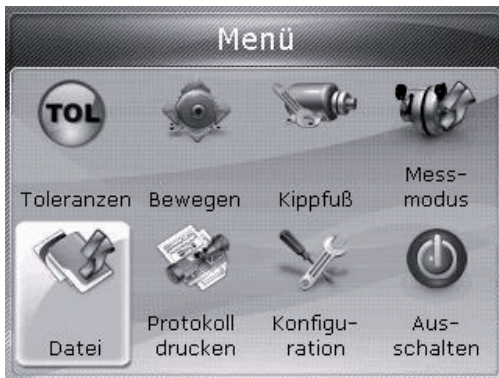 Menü
TOL
Toleranzen
Bewegen
Kippfuß
Mess-
modus
Datei
Protokoll
drucken
Konfigu-
ration
Aus-
schalten